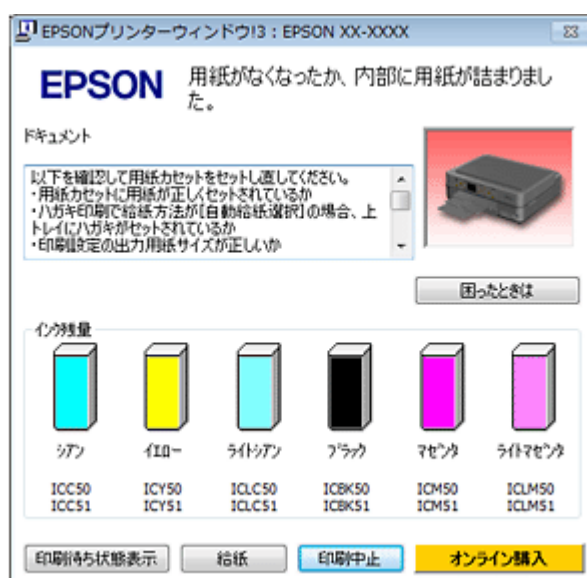 EPSONプリンターウィンドウ!3 : EPSON XX-XXXX
EPSON
用紙がなくなったか、内部に用紙が詰まりまし
た。
ドキュメント
以下を確認して用紙カセットをセットし直してください。
・用紙カセットに用紙が正しくセットされているか
・ハガキ印刷で給紙方法が[自動給紙選択]の場合、上
トレイにハガキがセットされているか
・印刷設定の出力用紙サイズが正しいか
困ったときは
インク残量
シアン イエロー ライトシアン ブラック マゼンタ ライトマゼンタ
ICC50 ICY50 ICLC50 ICBK50 ICM50 ICLM50
ICC51 ICY51 ICLC51 ICBK51 ICM51 ICLM51
印刷待ち状態表示 給紙 印刷中止 オンライン購入